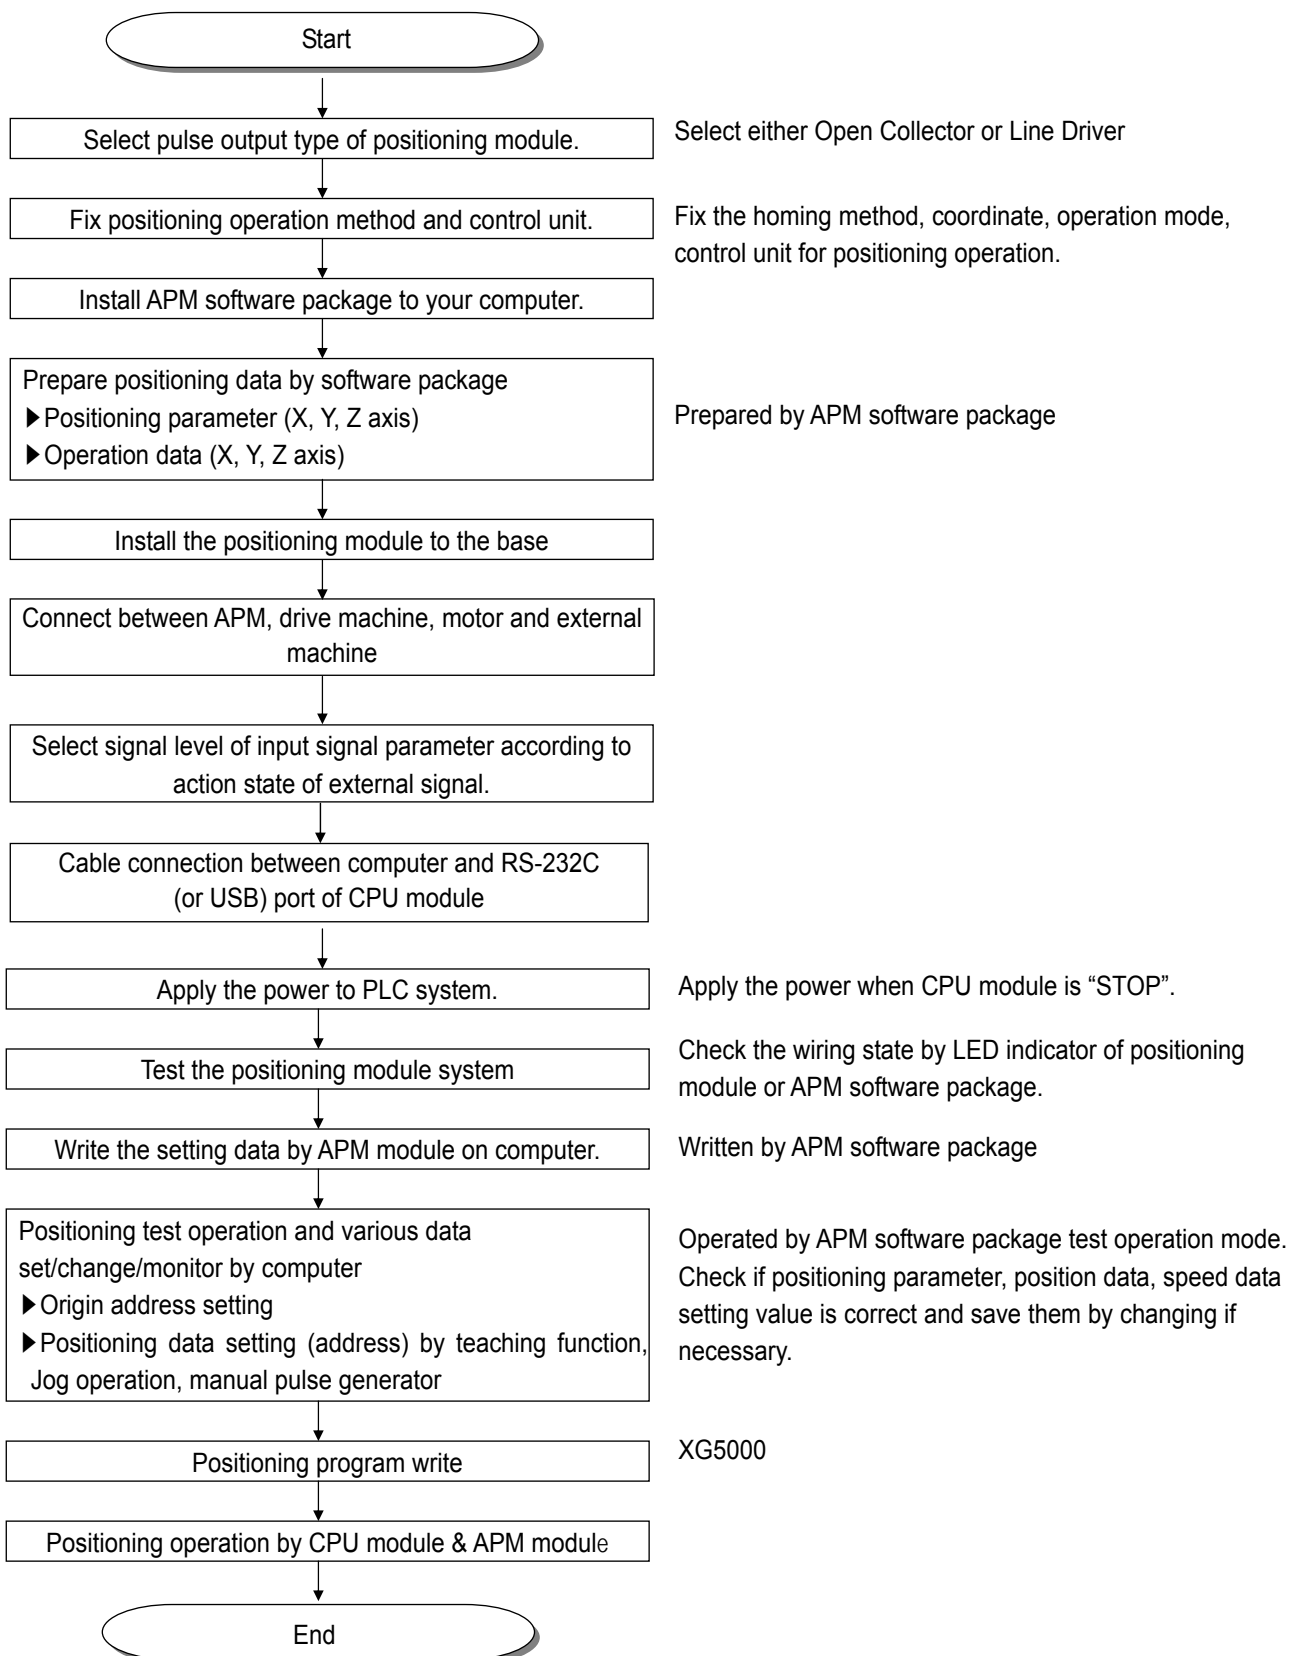 Start
Select pulse output type of positioning module.
Select either Open Collector or Line Driver
Fix positioning operation method and control unit.
Fix the homing method, coordinate, operation mode,
control unit for positioning operation.
Install APM software package to your computer.
Prepare positioning data by software package
▶Positioning parameter (X, Y, Z axis)
▶Operation data (X, Y, Z axis)
Prepared by APM software package
Install the positioning module to the base
Connect between APM, drive machine, motor and external
machine
Select signal level of input signal parameter according to
action state of external signal.
Cable connection between computer and RS-232C
(or USB) port of CPU module
Apply the power to PLC system.
Apply the power when CPU module is “STOP”.
Test the positioning module system
Check the wiring state by LED indicator of positioning
module or APM software package.
Write the setting data by APM module on computer.
Written by APM software package
Positioning test operation and various data
set/change/monitor by computer
▶Origin address setting
▶Positioning data setting (address) by teaching function,
Jog operation, manual pulse generator
Operated by APM software package test operation mode.
Check if positioning parameter, position data, speed data
setting value is correct and save them by changing if
necessary.
Positioning program write
XG5000
Positioning operation by CPU module & APM module
End